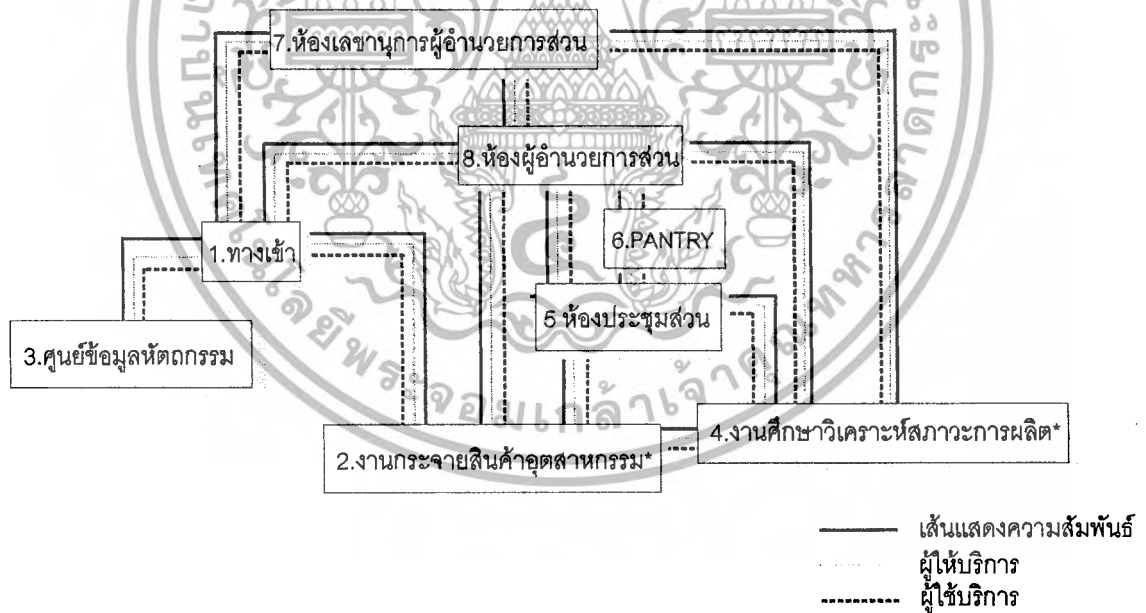 7.ห้องเลขานุการผู้อำนวยการส่วน
8.ห้องผู้อำนวยการส่วน
6.PANTRY
1.ทางเข้า
5 ห้องประชุมส่วน
3.ศูนย์ข้อมูลหัตถกรรม
4.งานศึกษาวิเคราะห์สภาวะการผลิต*
2.งานกระจายสินค้าอุตสาหกรรม*
เส้นแสดงความสัมพันธ์
ผู้ให้บริการ
ผู้ใช้บริการ